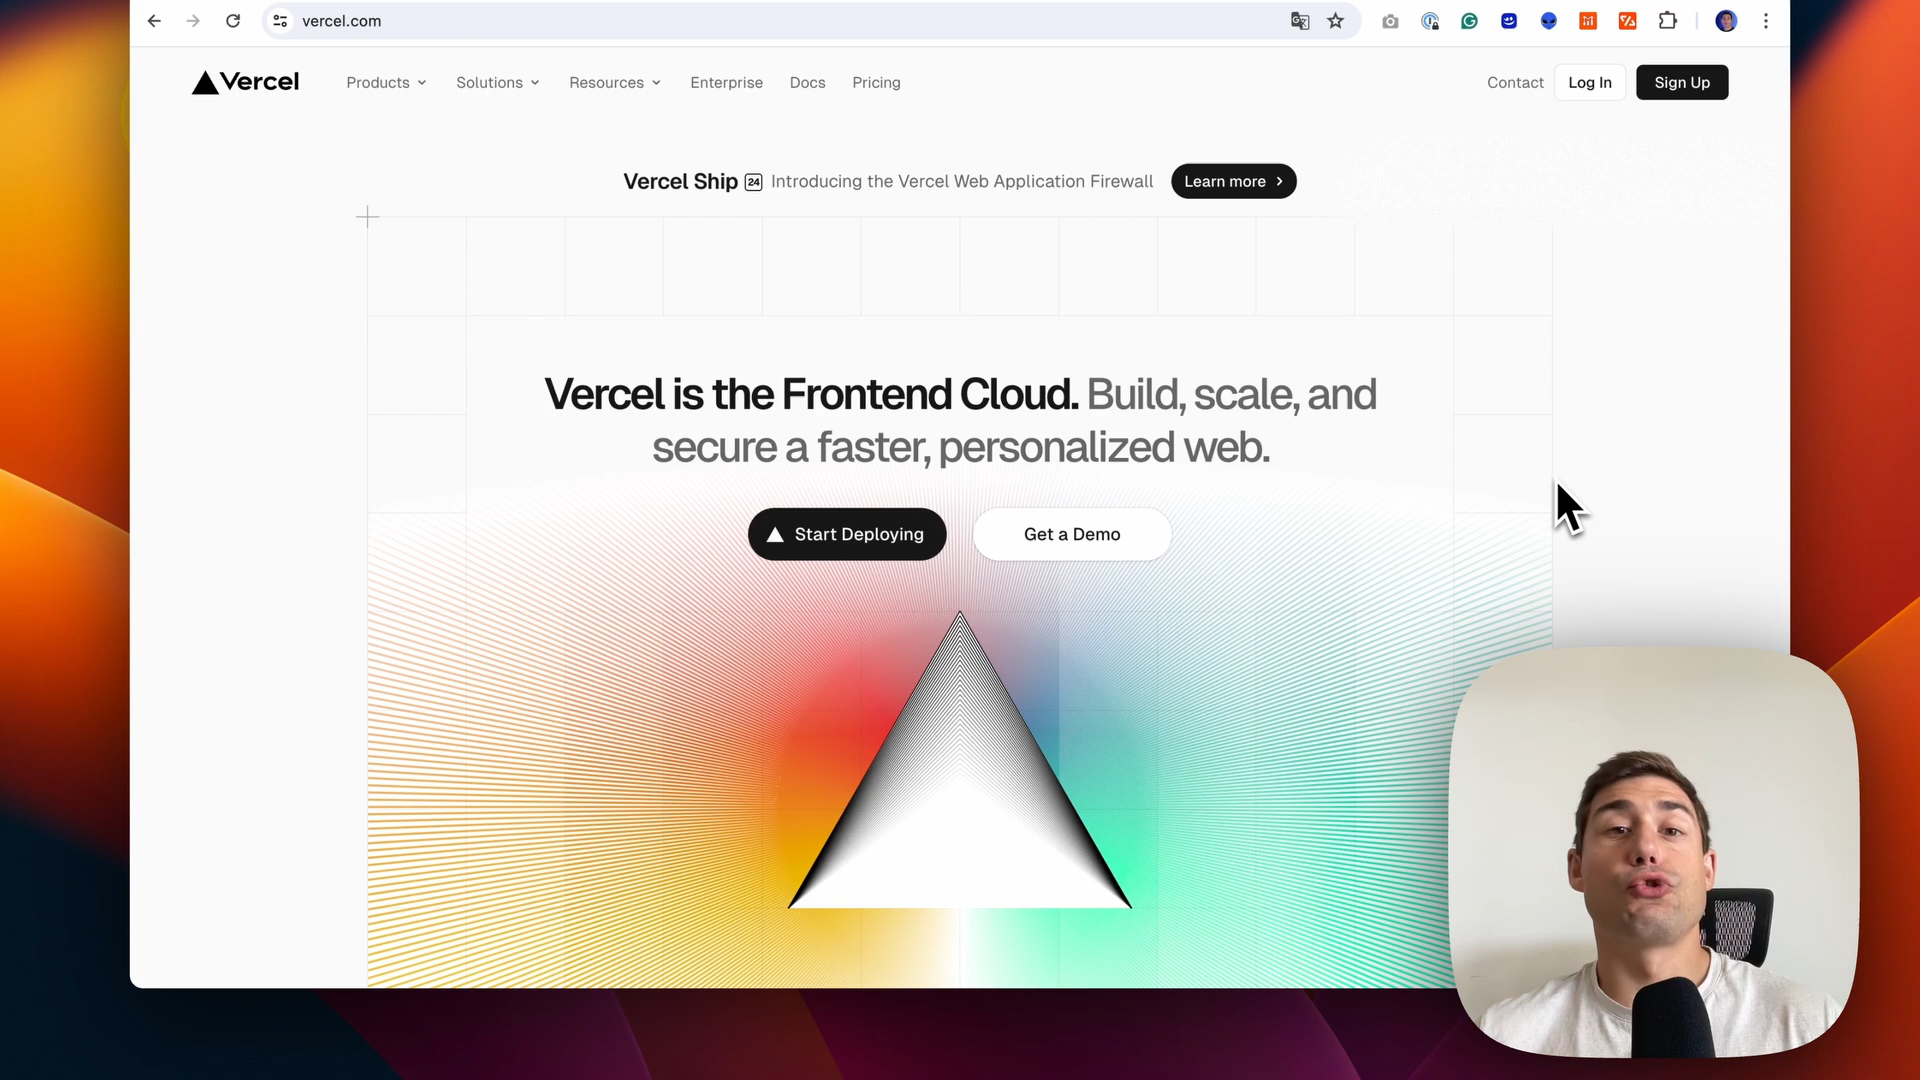 vercel.com
Vercel
Products
Solutions
Resources
Enterprise
Docs
Pricing
Contact
Log In
Sign Up
Vercel Ship 24 Introducing the Vercel Web Application Firewall
Learn more
Vercel is the Frontend Cloud. Build, scale, and
secure a faster, personalized web.
Start Deploying
Get a Demo